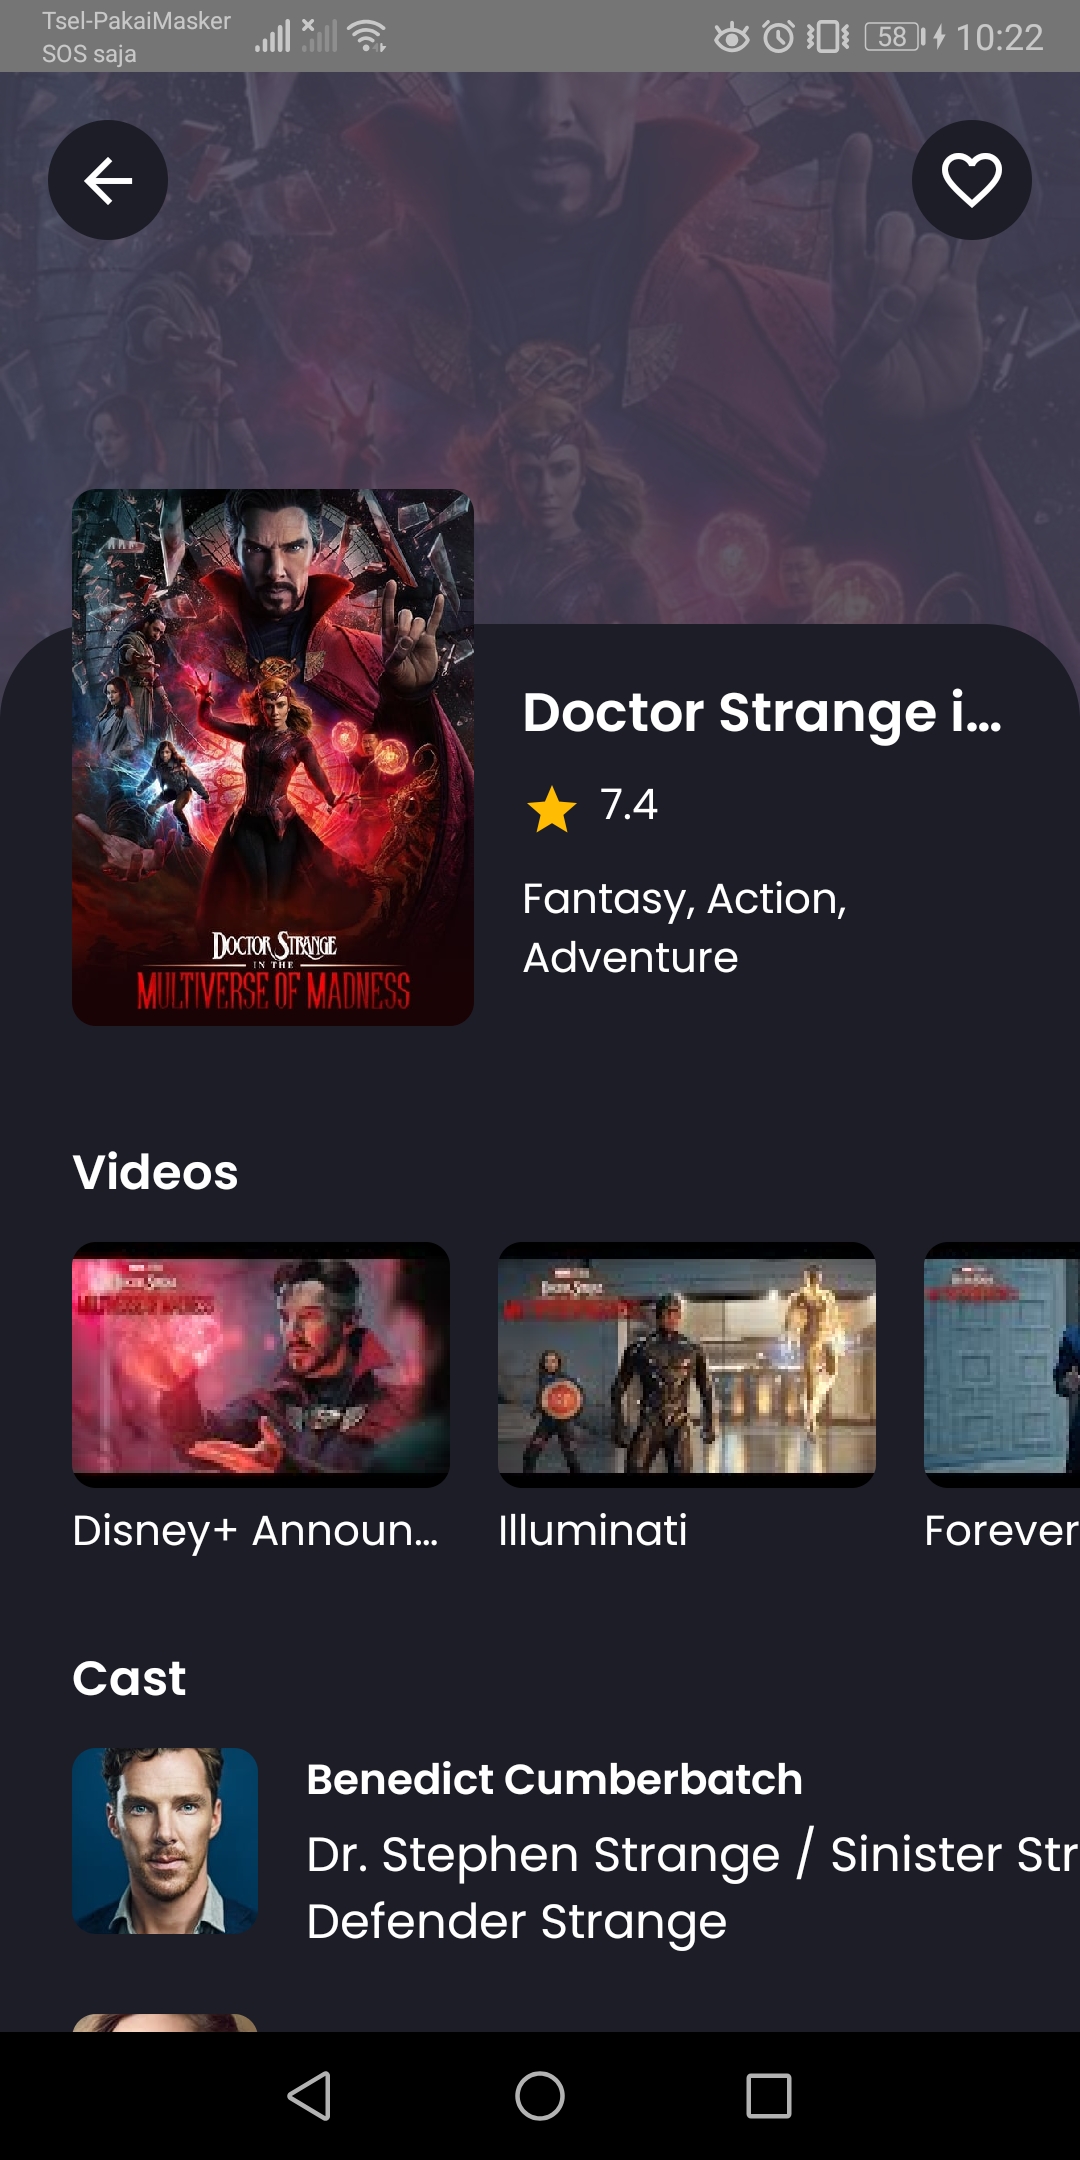 Tsel-PakaiMasker
SOS saja
58
10:22
Doctor Strange i...
7.4
Fantasy, Action,
Adventure
DOCTOR STRANGE
IN THE
MULTIVERSE OF MADNESS
Videos
Disney+ Announ...
Illuminati
Forever
Cast
Benedict Cumberbatch
Dr. Stephen Strange / Sinister Str
Defender Strange